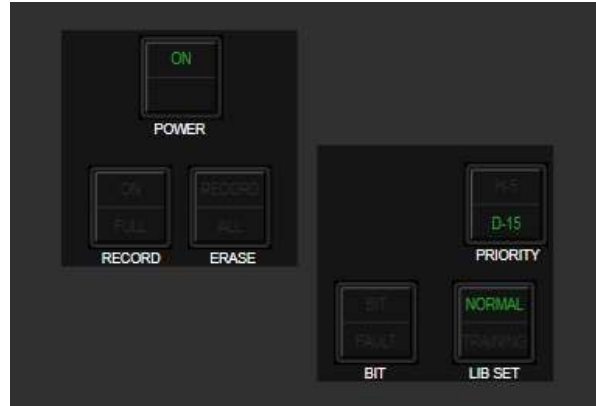 ON
POWER
ON
FULL
RECORD
RECORD
ALL
ERASE
D-15
PRIORITY
BIT
FAULT
BIT
NORMAL
TRAINING
LIB SET